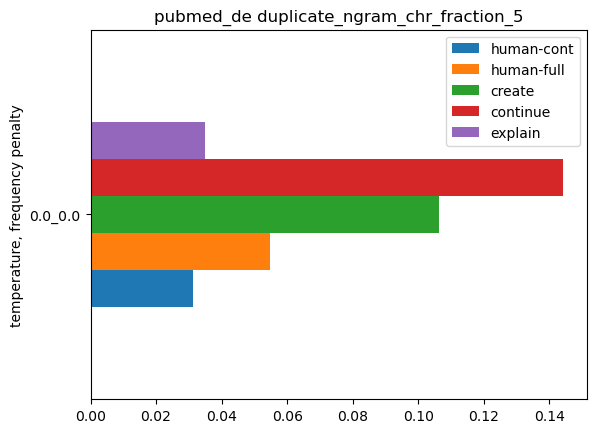 pubmed_de duplicate_ngram_chr_fraction_5
human-cont
human-full
create
continue
explain
temperature, frequency penalty
0.0_0.0
0.00 0.02 0.04 0.06 0.08 0.10 0.12 0.14